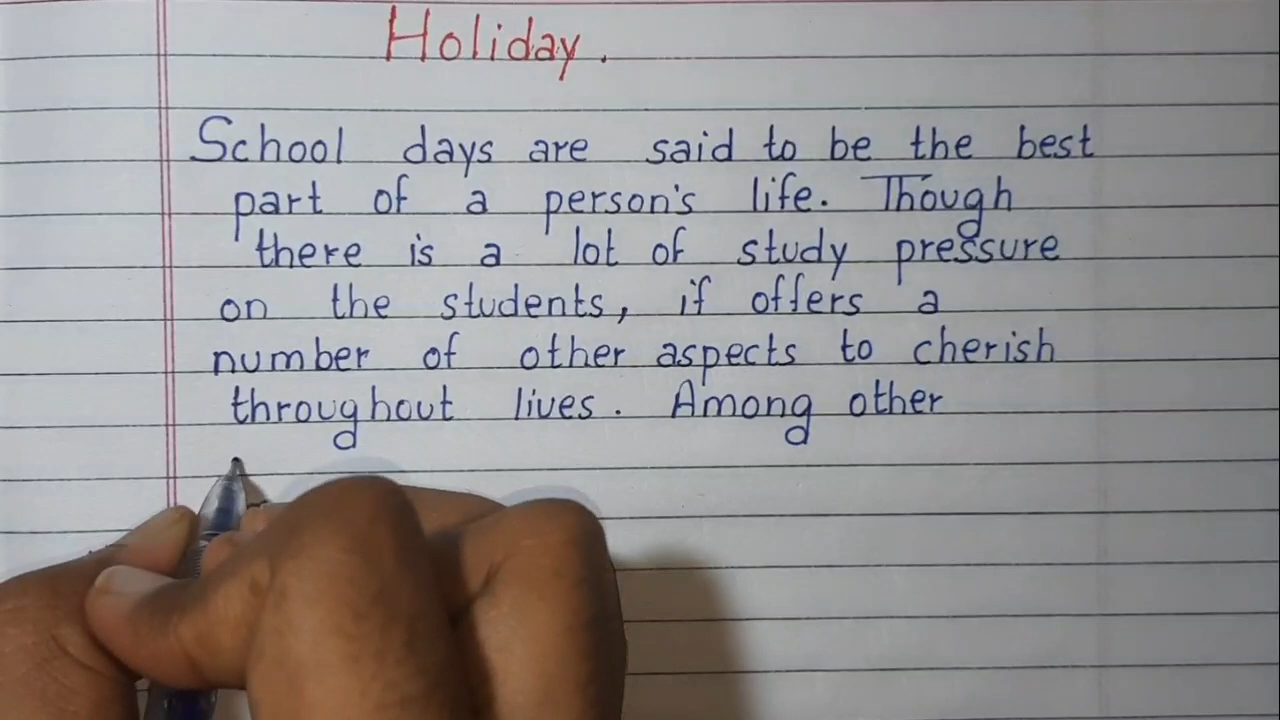 Holiday.
School days are said to be the best
part of a person's life. Though
there is a lot of study pressure
on the students, if offers a
number of other aspects to cherish
throughout lives. Among other